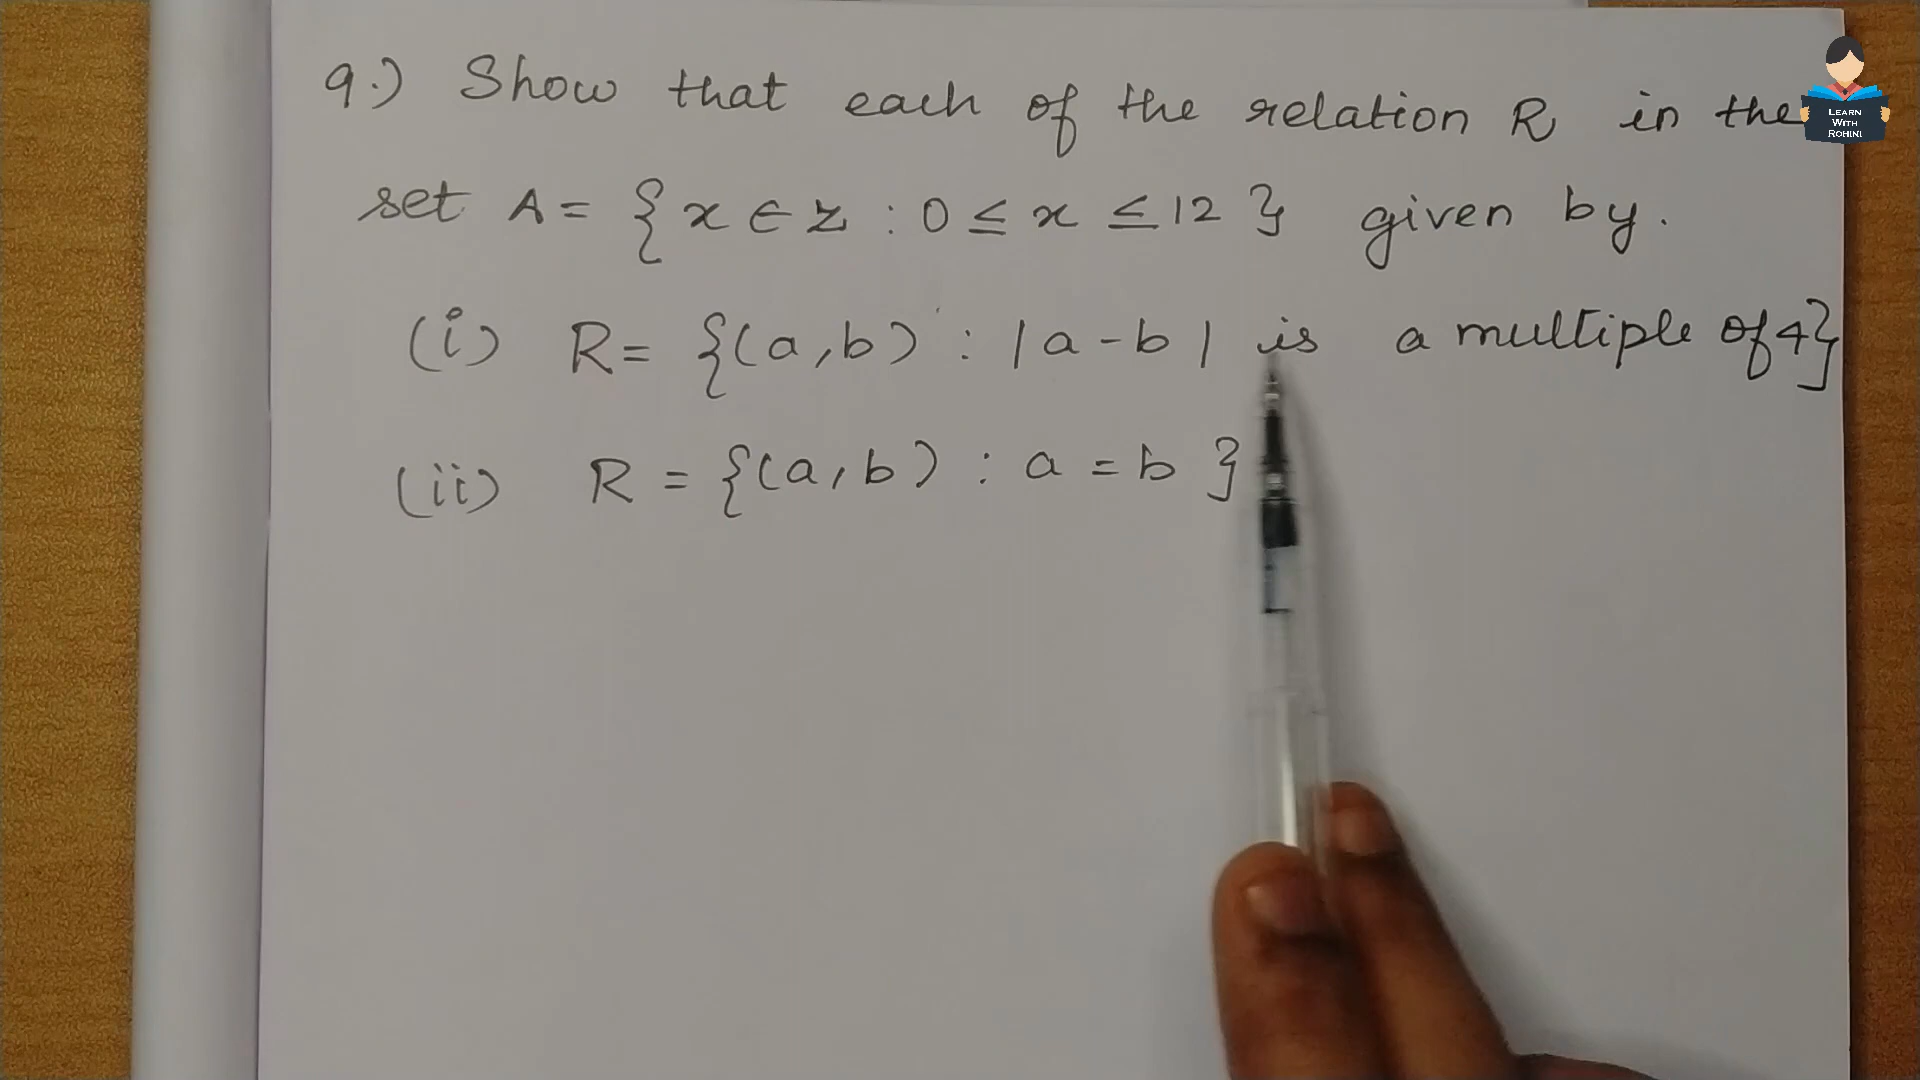 9.) Show that each of the relation R in the
set A = { x ∈ Z : 0 ≤ x ≤ 12 } given by.
(i) R = {(a,b) : |a - b| is a multiple of 4}
(ii) R = {(a,b) : a = b }
LEARN
WITH
ROHINI